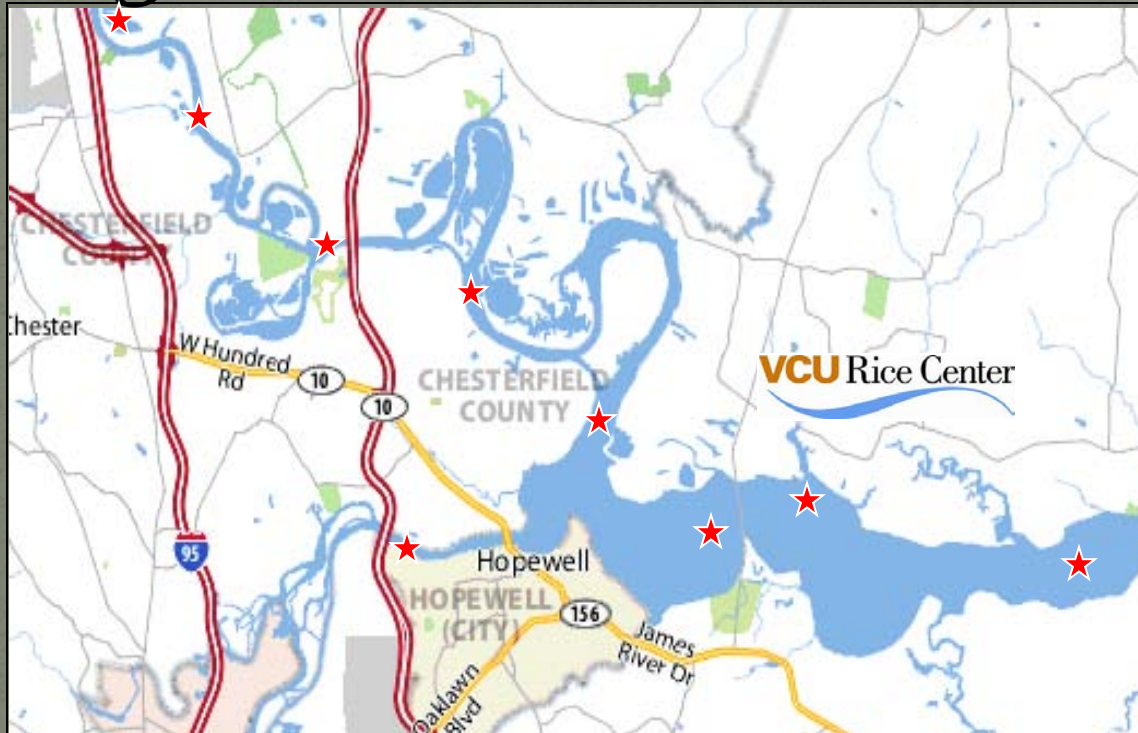 CHESTERFIELD
COUNTY
Chester
W Hundred
Rd
10
10
CHESTERFIELD
COUNTY
VCU Rice Center
95
Hopewell
HOPEWELL
(CITY)
156
James
River Dr
Oaklawn
Blvd